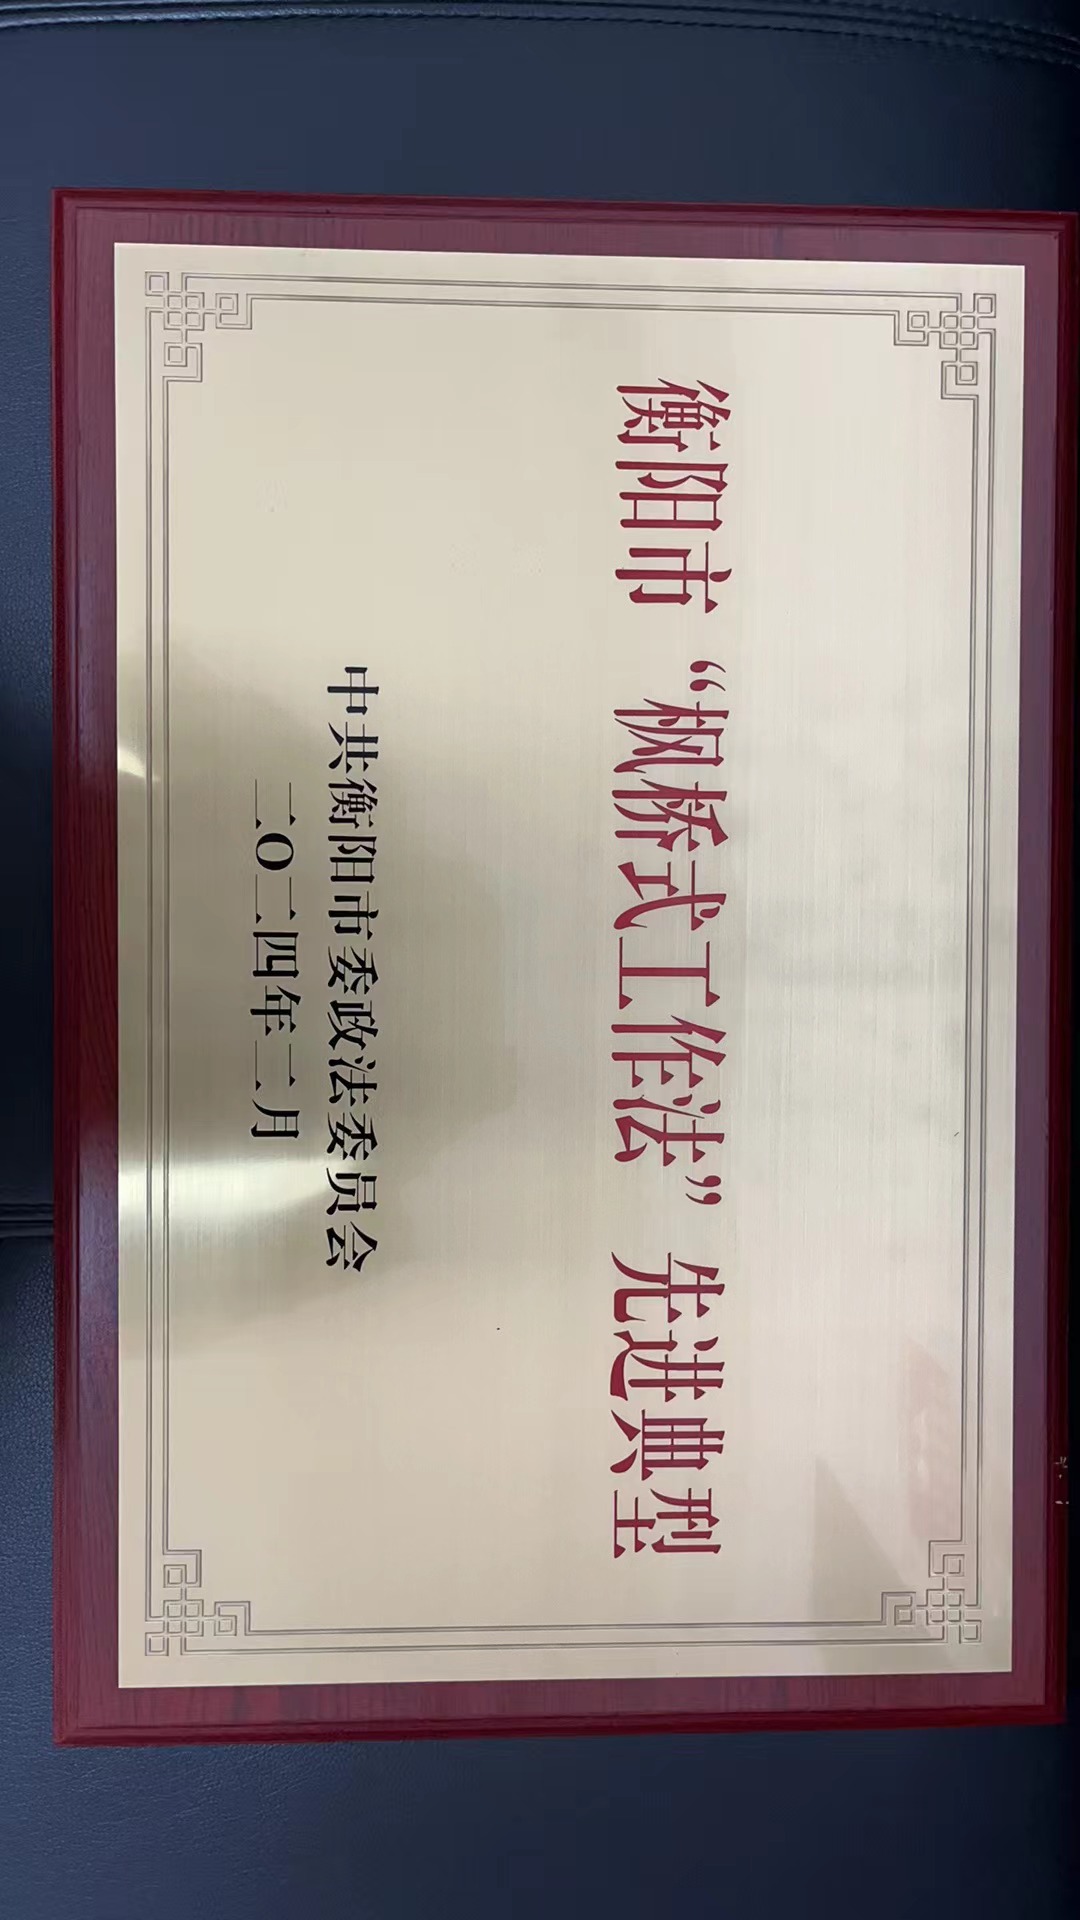 衡阳市“枫桥式工作法”先进典型
中共衡阳市委政法委员会
二〇二四年二月